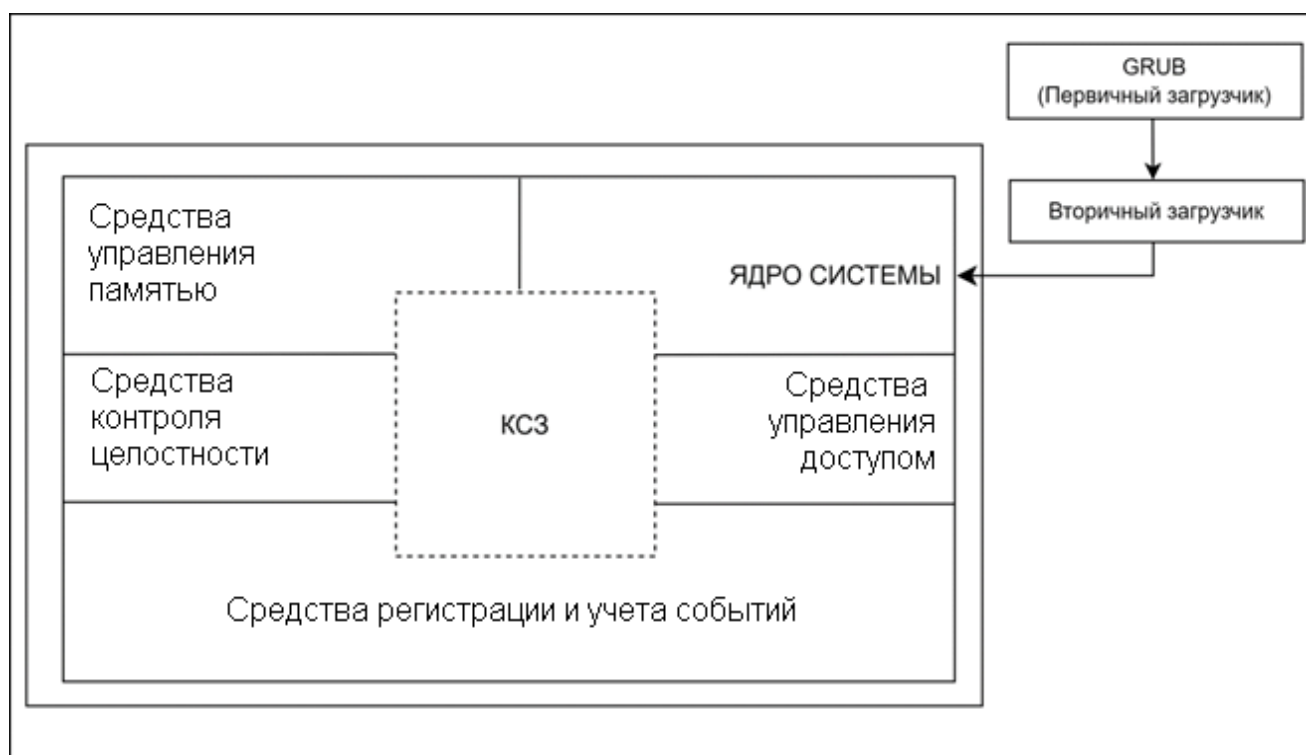 GRUB
(Первичный загрузчик)
Вторичный загрузчик
Средства
управления
памятью
ЯДРО СИСТЕМЫ
Средства
контроля
целостности
КСЗ
Средства
управления
доступом
Средства регистрации и учета событий